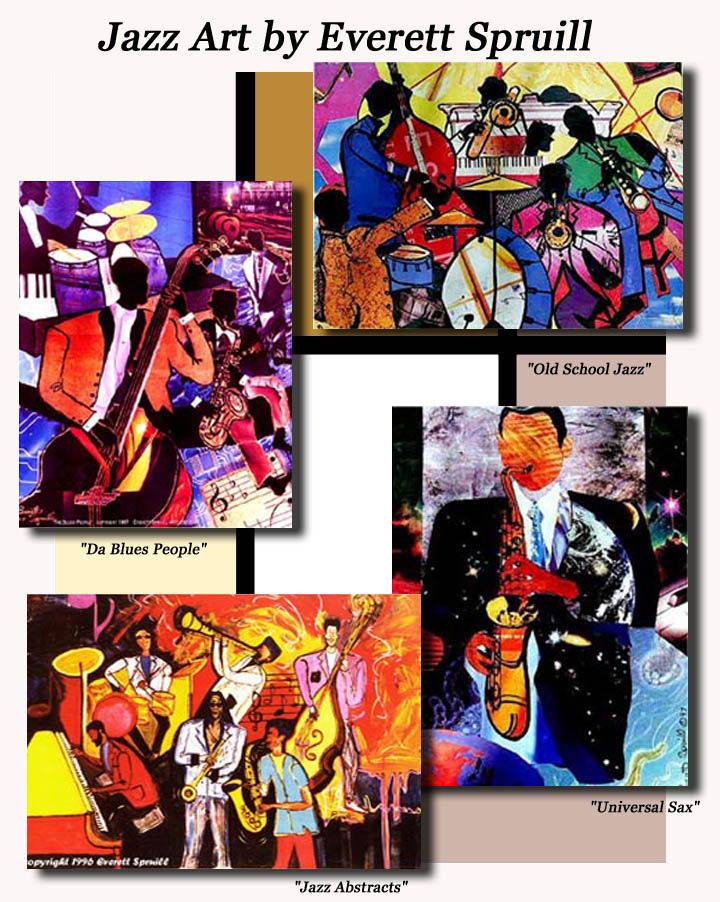 Jazz Art by Everett Spruill
"Old School Jazz"
"Da Blues People"
"Universal Sax"
opyright 1996 Everett Spruill
"Jazz Abstracts"